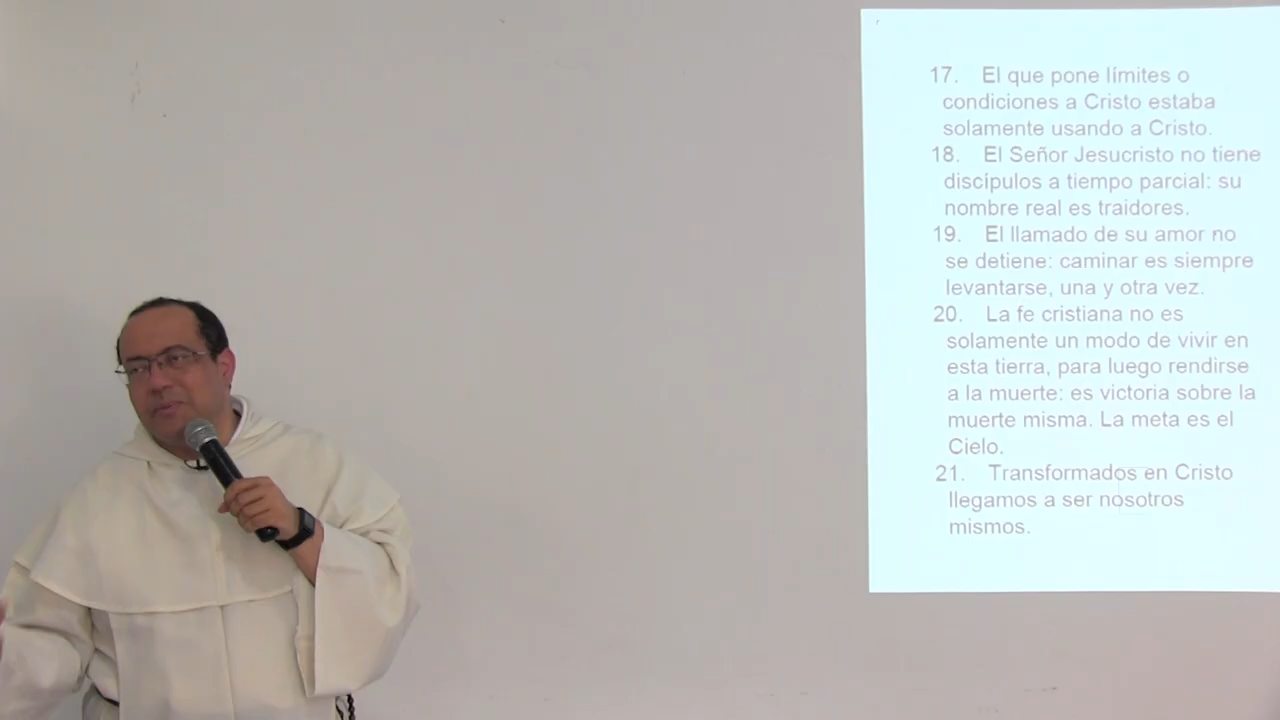 17. El que pone límites o
condiciones a Cristo estaba
solamente usando a Cristo.
18. El Señor Jesucristo no tiene
discípulos a tiempo parcial: su
nombre real es traidores.
19. El llamado de su amor no
se detiene: caminar es siempre
levantarse, una y otra vez.
20. La fe cristiana no es
solamente un modo de vivir en
esta tierra, para luego rendirse
a la muerte: es victoria sobre la
muerte misma. La meta es el
Cielo.
21. Transformados en Cristo
llegamos a ser nosotros
mismos.